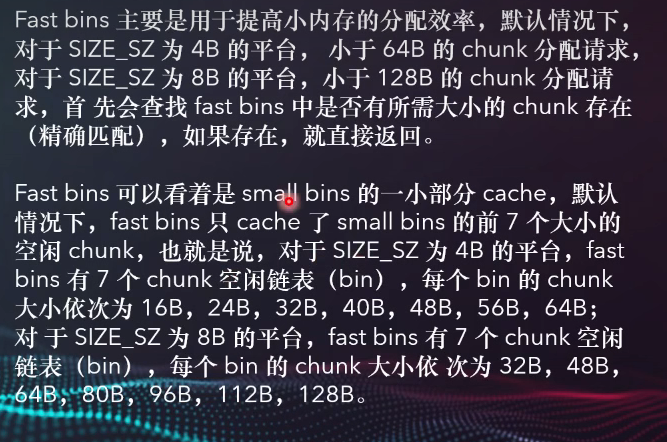 Fast bins 主要是用于提高小内存的分配效率，默认情况下，
对于 SIZE_SZ 为 4B 的平台， 小于 64B 的 chunk 分配请求，
对于 SIZE_SZ 为 8B 的平台，小于 128B 的 chunk 分配请
求，首 先会查找 fast bins 中是否有所需大小的 chunk 存在
（精确匹配），如果存在，就直接返回。
Fast bins 可以看着是 small bins 的一小部分 cache，默认
情况下，fast bins 只 cache 了 small bins 的前 7 个大小的
空闲 chunk，也就是说，对于 SIZE_SZ 为 4B 的平台，fast
bins 有 7 个 chunk 空闲链表（bin），每个 bin 的 chunk
大小依次为 16B，24B，32B，40B，48B，56B，64B；
对 于 SIZE_SZ 为 8B 的平台，fast bins 有 7 个 chunk 空闲
链表（bin），每个 bin 的 chunk 大小依 次为 32B，48B，
64B，80B，96B，112B，128B。